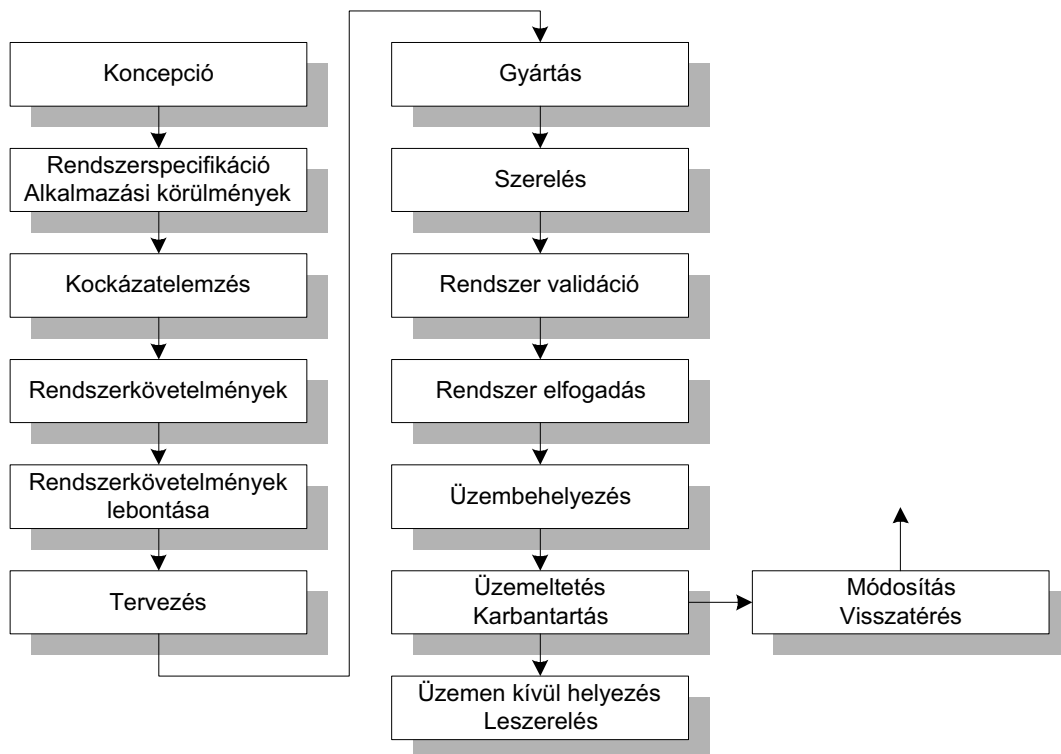 Koncepció
Rendszerspecifikáció
Alkalmazási körülmények
Kockázatelemzés
Rendszerkövetelmények
Rendszerkövetelmények
lebontása
Tervezés
Gyártás
Szerelés
Rendszer validáció
Rendszer elfogadás
Üzembehelyezés
Üzemeltetés
Karbantartás
Üzemen kívül helyezés
Leszerelés
Módosítás
Visszatérés